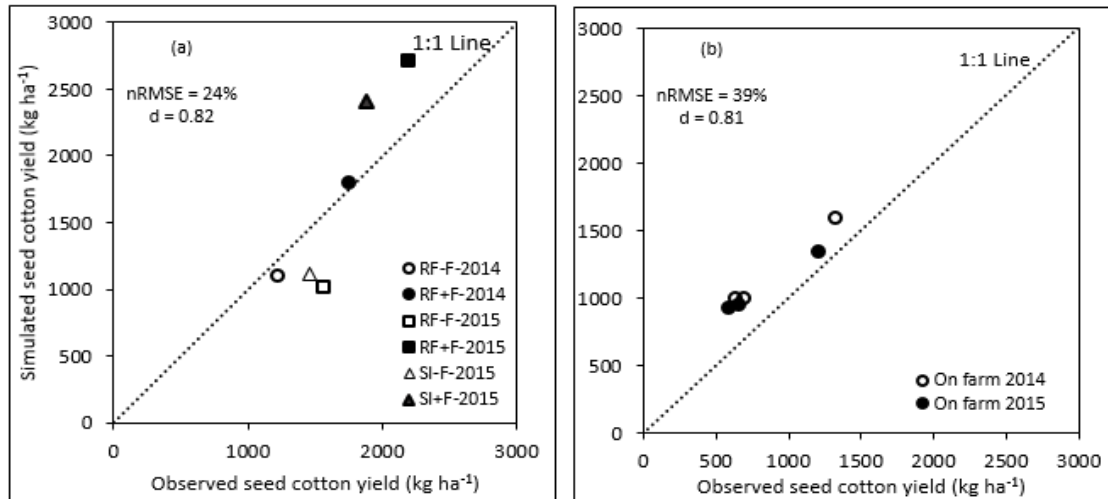 3000
2500
2000
1500
1000
500
0
Simulated seed cotton yield (kg ha⁻¹)
(a)
1:1 Line
nRMSE = 24%
d = 0.82
RF-F-2014
RF+F-2014
RF-F-2015
RF+F-2015
SI-F-2015
SI+F-2015
0 1000 2000 3000
Observed seed cotton yield (kg ha⁻¹)
3000
2500
2000
1500
1000
500
0
(b)
1:1 Line
nRMSE = 39%
d = 0.81
On farm 2014
On farm 2015
0 500 1000 1500 2000 2500 3000
Observed seed cotton yield (kg ha⁻¹)